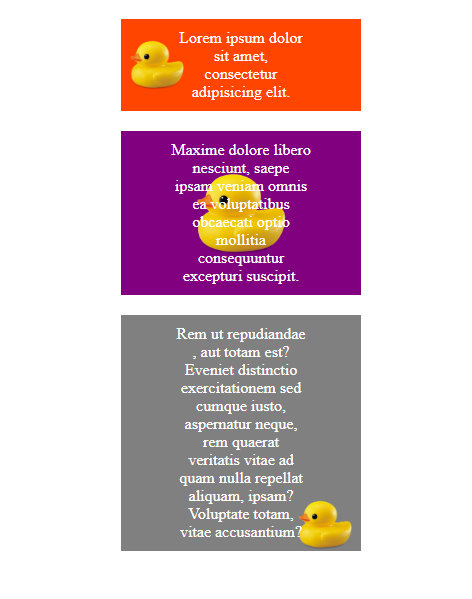 Lorem ipsum dolor
sit amet,
consectetur
adipisicing elit.
Maxime dolore libero
nesciunt, saepe
ipsam veniam omnis
ea voluptatibus
obcaecati optio
mollitia
consequuntur
excepturi suscipit.
Rem ut repudiandae
, aut totam est?
Eveniet distinctio
exercitationem sed
cumque iusto,
aspernatur neque,
rem quaerat
veritatis vitae ad
quam nulla repellat
aliquam, ipsam?
Voluptate totam,
vitae accusantium?